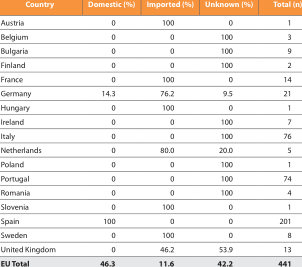 Country Domestic (%) Imported (%) Unknown (%) Total (n)
Austria 0 100 0 1
Belgium 0 0 100 3
Bulgaria 0 0 100 9
Finland 0 0 100 2
France 0 100 0 14
Germany 14.3 76.2 9.5 21
Hungary 0 100 0 1
Ireland 0 0 100 7
Italy 0 0 100 76
Netherlands 0 80.0 20.0 5
Poland 0 0 100 1
Portugal 0 0 100 74
Romania 0 0 100 4
Slovenia 0 100 0 1
Spain 100 0 0 201
Sweden 0 100 0 8
United Kingdom 0 46.2 53.9 13
EU Total 46.3 11.6 42.2 441